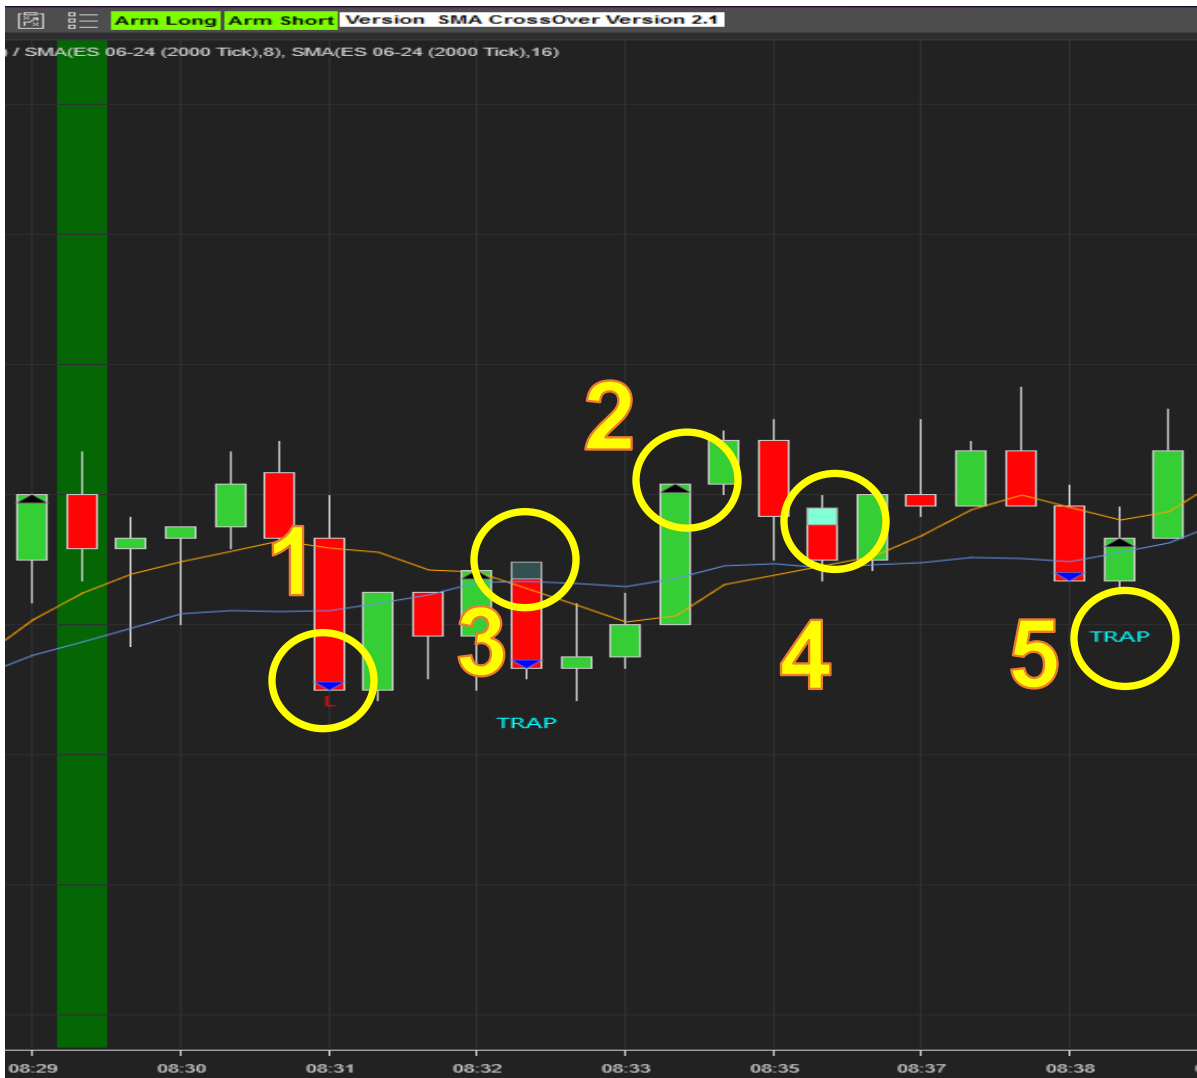 Arm Long Arm Short Version SMA CrossOver Version 2.1
) / SMA(ES 06-24 (2000 Tick),8), SMA(ES 06-24 (2000 Tick),16)
2
1
3
4
5
TRAP
L
TRAP
08:29 08:30 08:31 08:32 08:33 08:35 08:37 08:38